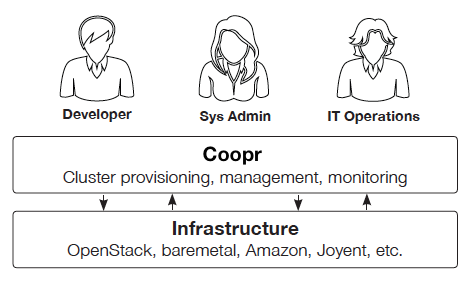 Developer
Sys Admin
IT Operations
Coopr
Cluster provisioning, management, monitoring
Infrastructure
OpenStack, baremetal, Amazon, Joyent, etc.